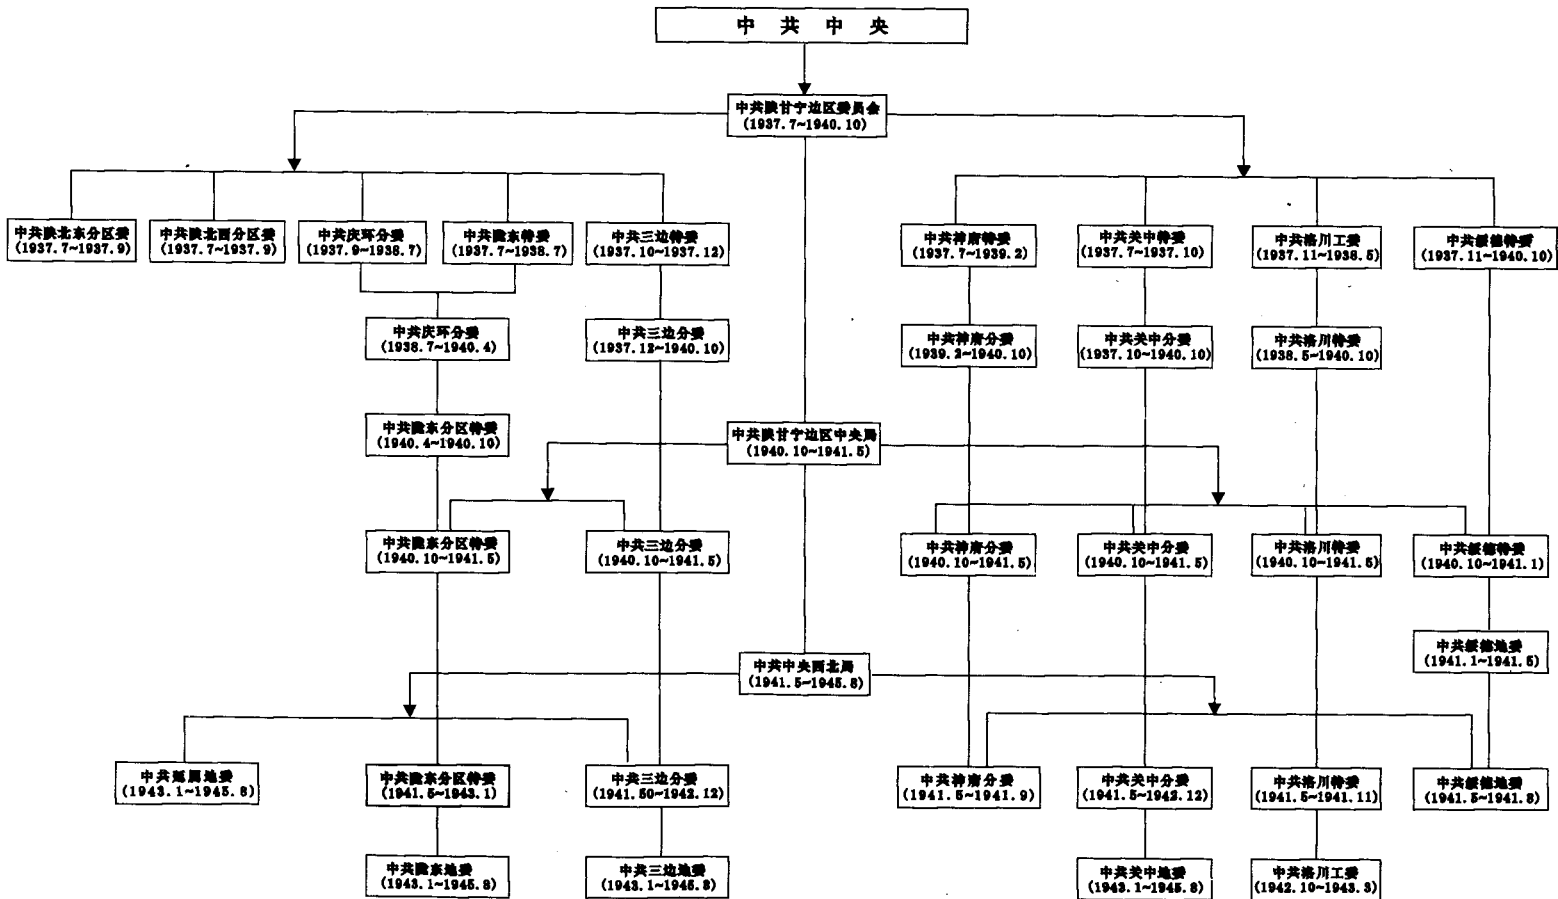 中共中央
中共陕甘宁边区委员会
(1937.7~1940.10)
中共陕北东分区委
(1937.7~1937.9)
中共陕北西分区委
(1937.7~1937.9)
中共庆环分委
(1937.9~1938.7)
中共陇东特委
(1937.7~1938.7)
中共三边特委
(1937.10~1937.12)
中共神府特委
(1937.7~1939.2)
中共关中特委
(1937.7~1937.10)
中共洛川工委
(1937.11~1938.5)
中共绥德特委
(1937.11~1940.10)
中共庆环分委
(1938.7~1940.4)
中共三边分委
(1937.12~1940.10)
中共神府分委
(1939.2~1940.10)
中共关中分委
(1937.10~1940.10)
中共洛川特委
(1938.5~1940.10)
中共陇东分区特委
(1940.4~1940.10)
中共陕甘宁边区中央局
(1940.10~1941.5)
中共陇东分区特委
(1940.10~1941.5)
中共三边分委
(1940.10~1941.5)
中共神府分委
(1940.10~1941.5)
中共关中分委
(1940.10~1941.5)
中共洛川特委
(1940.10~1941.5)
中共绥德特委
(1940.10~1941.1)
中共绥德地委
(1941.1~1941.5)
中共中央西北局
(1941.5~1945.8)
中共延属地委
(1943.1~1945.8)
中共陇东分区特委
(1941.5~1943.1)
中共三边分委
(1941.50~1942.12)
中共神府分委
(1941.5~1941.9)
中共关中分委
(1941.5~1942.12)
中共洛川特委
(1941.5~1941.11)
中共绥德地委
(1941.5~1941.8)
中共陇东地委
(1943.1~1945.8)
中共三边地委
(1943.1~1945.8)
中共关中地委
(1943.1~1945.8)
中共洛川工委
(1942.10~1943.3)